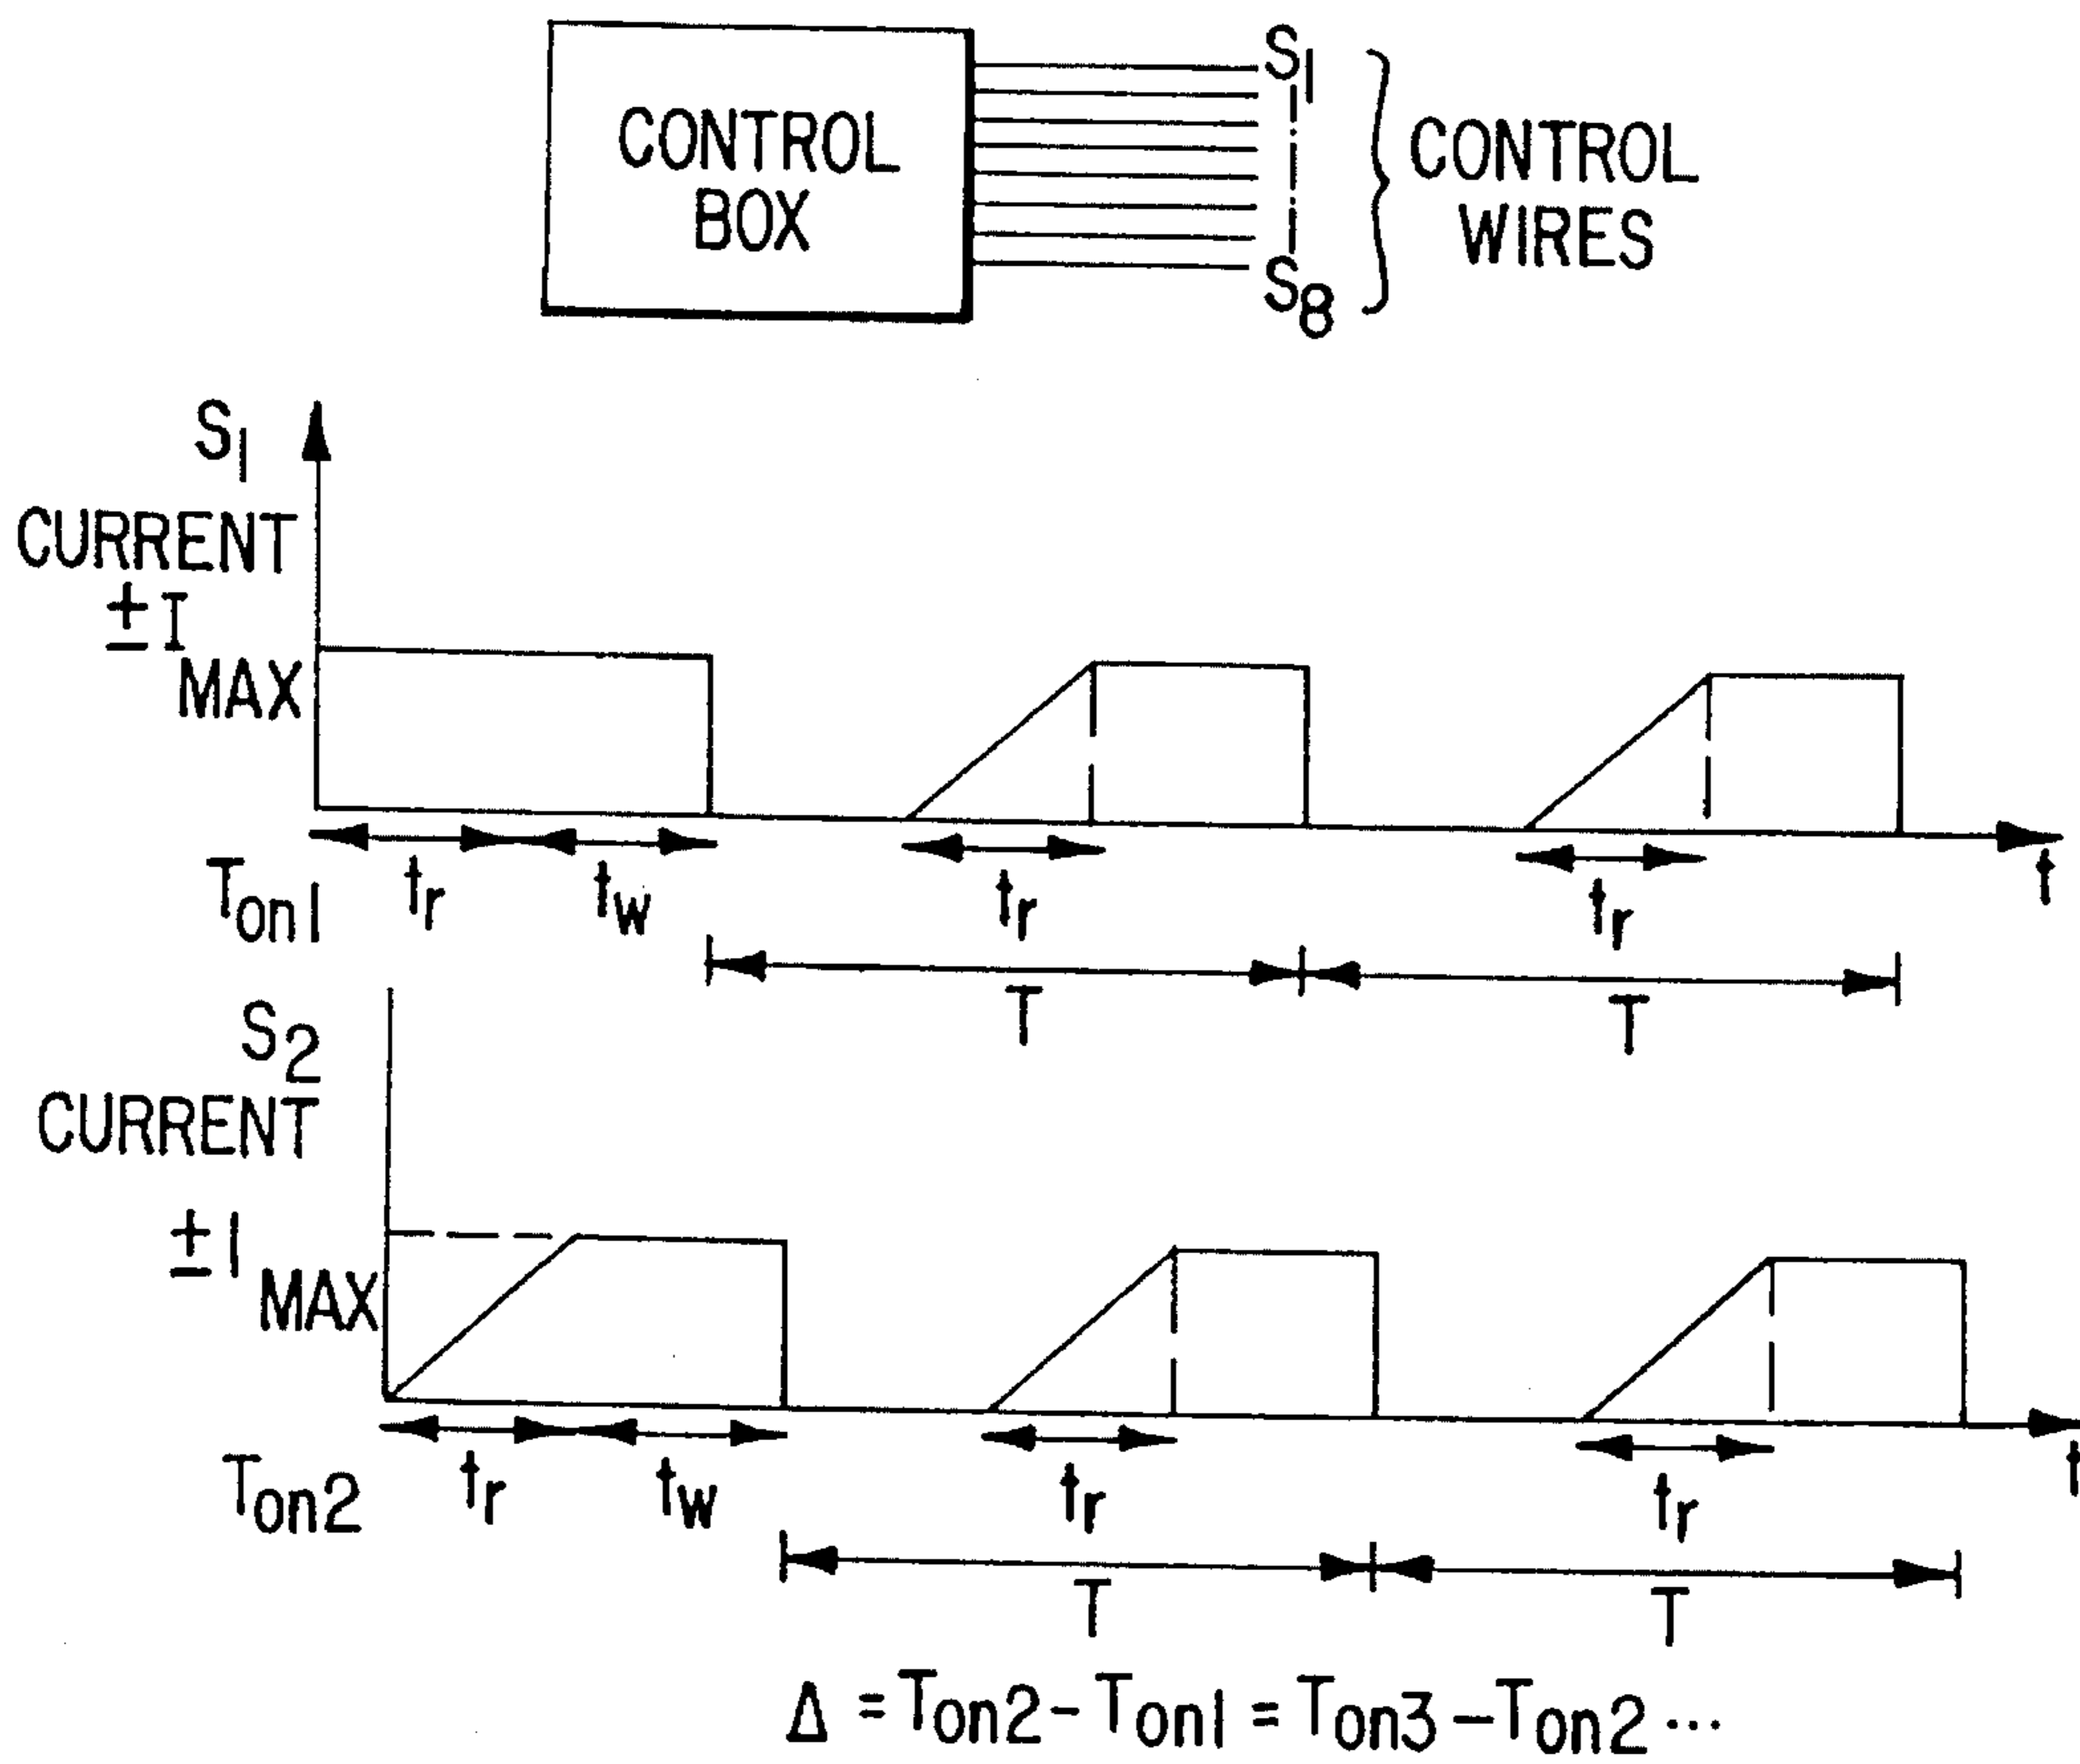 CONTROL
BOX
S1
S8
CONTROL
WIRES
S1
CURRENT
±I
MAX
Ton1
tr
tw
tr
tr
t
T
T
S2
CURRENT
±I
MAX
Ton2
tr
tw
tr
tr
t
T
T
Δ = Ton2 - Ton1 = Ton3 - Ton2 ...